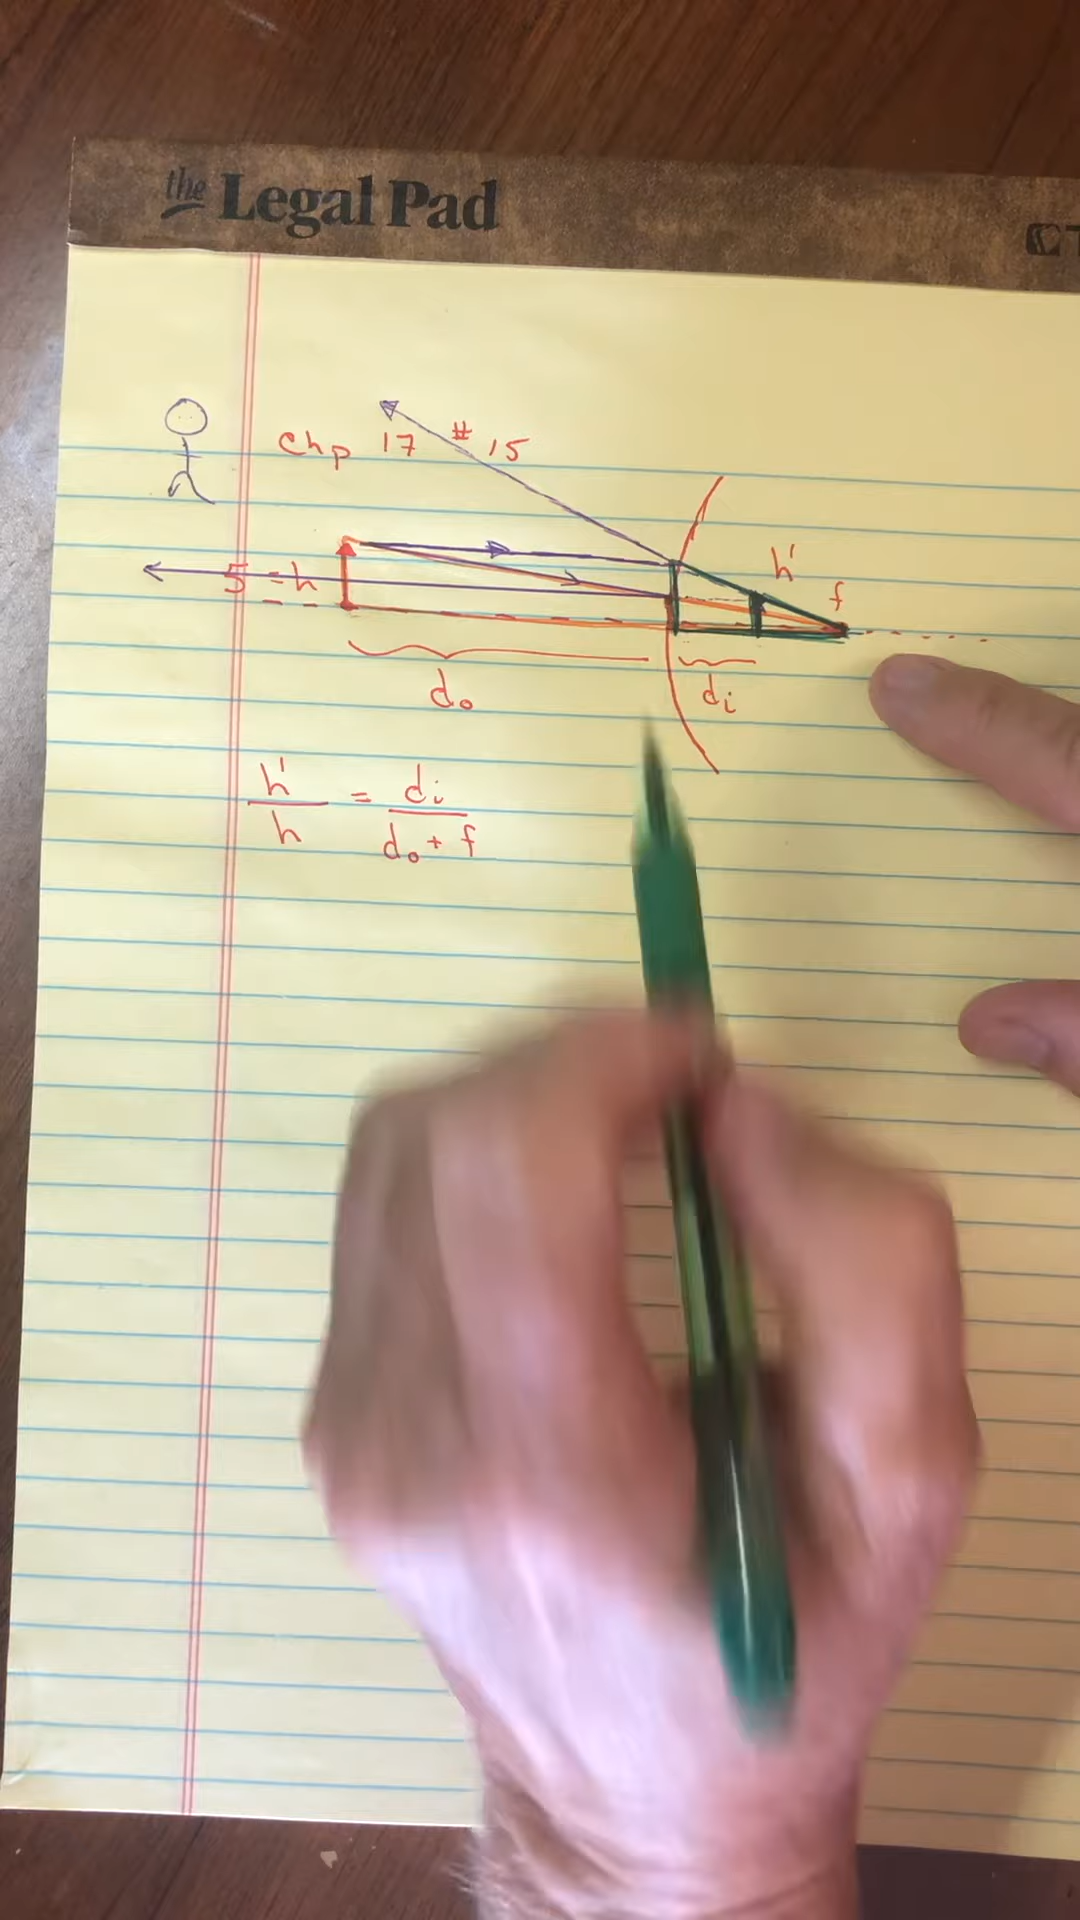 the Legal Pad
Chp 17 # 15
h'
5 = h
f
do
di
h' / h = di / do + f